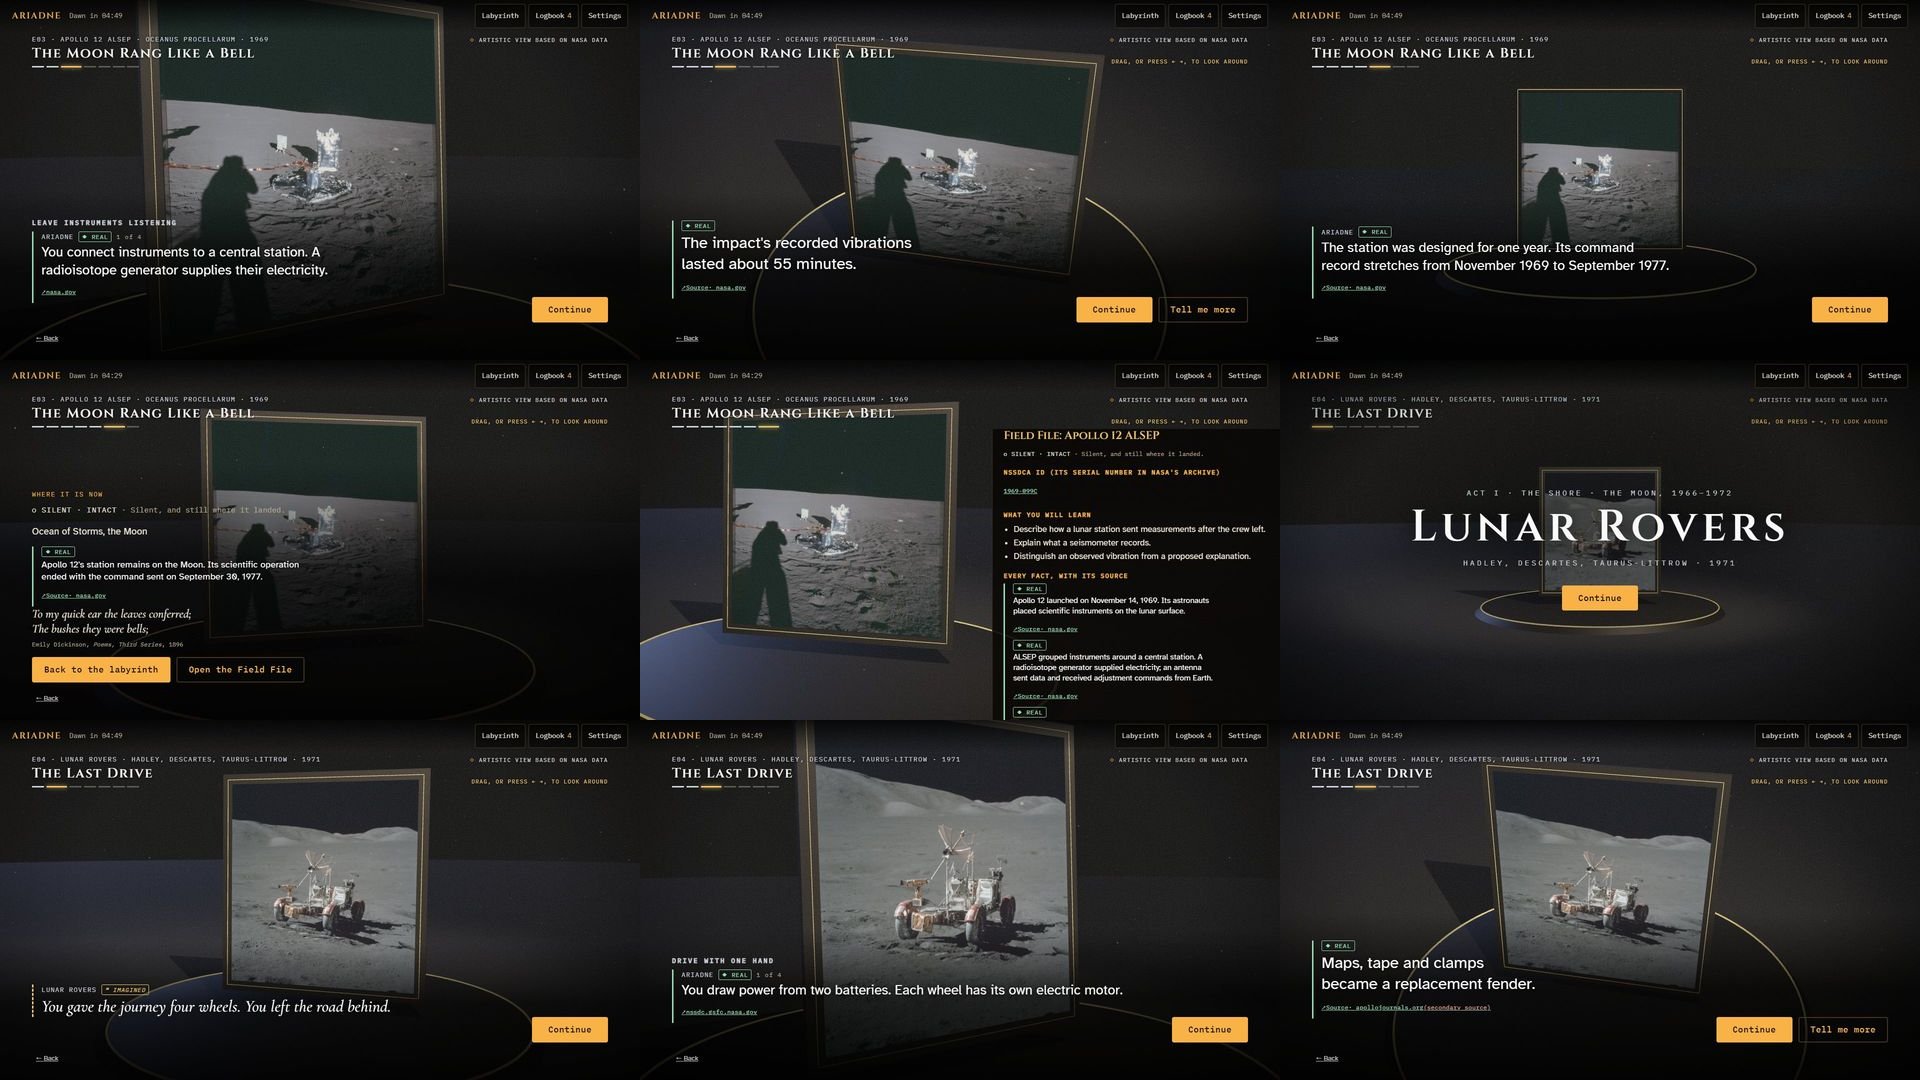 ARIADNE Dawn in 04:49 Labyrinth Logbook 4 Settings
E03 · APOLLO 12 ALSEP · OCEANUS PROCELLARUM · 1969
ARTISTIC VIEW BASED ON NASA DATA
THE MOON RANG LIKE A BELL
LEAVE INSTRUMENTS LISTENING
ARIADNE ◆ REAL 1 of 4
You connect instruments to a central station. A
radioisotope generator supplies their electricity.
↗nasa.gov
Continue
← Back
ARIADNE Dawn in 04:49 Labyrinth Logbook 4 Settings
E03 · APOLLO 12 ALSEP · OCEANUS PROCELLARUM · 1969
ARTISTIC VIEW BASED ON NASA DATA
THE MOON RANG LIKE A BELL
DRAG, OR PRESS ← →, TO LOOK AROUND
◆ REAL
The impact's recorded vibrations
lasted about 55 minutes.
↗Source· nasa.gov
Continue Tell me more
← Back
ARIADNE Dawn in 04:49 Labyrinth Logbook 4 Settings
E03 · APOLLO 12 ALSEP · OCEANUS PROCELLARUM · 1969
ARTISTIC VIEW BASED ON NASA DATA
THE MOON RANG LIKE A BELL
DRAG, OR PRESS ← →, TO LOOK AROUND
ARIADNE ◆ REAL
The station was designed for one year. Its command
record stretches from November 1969 to September 1977.
↗Source· nasa.gov
Continue
← Back
ARIADNE Dawn in 04:29 Labyrinth Logbook 4 Settings
E03 · APOLLO 12 ALSEP · OCEANUS PROCELLARUM · 1969
ARTISTIC VIEW BASED ON NASA DATA
THE MOON RANG LIKE A BELL
DRAG, OR PRESS ← →, TO LOOK AROUND
WHERE IT IS NOW
o SILENT · INTACT · Silent, and still where it landed.
Ocean of Storms, the Moon
◆ REAL
Apollo 12's station remains on the Moon. Its scientific operation
ended with the command sent on September 30, 1977.
↗Source· nasa.gov
To my quick ear the leaves conferred;
The bushes they were bells;
Emily Dickinson, Poems, Third Series, 1896
Back to the labyrinth Open the Field File
← Back
ARIADNE Dawn in 04:29 Labyrinth Logbook 4 Settings
E03 · APOLLO 12 ALSEP · OCEANUS PROCELLARUM · 1969
ARTISTIC VIEW BASED ON NASA DATA
THE MOON RANG LIKE A BELL
DRAG, OR PRESS ← →, TO LOOK AROUND
FIELD FILE: APOLLO 12 ALSEP
o SILENT · INTACT · Silent, and still where it landed.
NSSDCA ID (ITS SERIAL NUMBER IN NASA'S ARCHIVE)
1969-099C
WHAT YOU WILL LEARN
• Describe how a lunar station sent measurements after the crew left.
• Explain what a seismometer records.
• Distinguish an observed vibration from a proposed explanation.
EVERY FACT, WITH ITS SOURCE
◆ REAL
Apollo 12 launched on November 14, 1969. Its astronauts
placed scientific instruments on the lunar surface.
↗Source· nasa.gov
◆ REAL
ALSEP grouped instruments around a central station. A
radioisotope generator supplied electricity; an antenna
sent data and received adjustment commands from Earth.
↗Source· nasa.gov
◆ REAL
ARIADNE Dawn in 04:49 Labyrinth Logbook 4 Settings
E04 · LUNAR ROVERS · HADLEY, DESCARTES, TAURUS-LITTROW · 1971
ARTISTIC VIEW BASED ON NASA DATA
THE LAST DRIVE
DRAG, OR PRESS ← →, TO LOOK AROUND
ACT I · THE SHORE · THE MOON, 1966–1972
LUNAR ROVERS
HADLEY, DESCARTES, TAURUS-LITTROW · 1971
Continue
ARIADNE Dawn in 04:49 Labyrinth Logbook 4 Settings
E04 · LUNAR ROVERS · HADLEY, DESCARTES, TAURUS-LITTROW · 1971
ARTISTIC VIEW BASED ON NASA DATA
THE LAST DRIVE
DRAG, OR PRESS ← →, TO LOOK AROUND
LUNAR ROVERS IMAGINED
You gave the journey four wheels. You left the road behind.
Continue
← Back
ARIADNE Dawn in 04:49 Labyrinth Logbook 4 Settings
E04 · LUNAR ROVERS · HADLEY, DESCARTES, TAURUS-LITTROW · 1971
ARTISTIC VIEW BASED ON NASA DATA
THE LAST DRIVE
DRIVE WITH ONE HAND
ARIADNE ◆ REAL 1 of 4
You draw power from two batteries. Each wheel has its own electric motor.
↗nssdc.gsfc.nasa.gov
Continue
← Back
ARIADNE Dawn in 04:49 Labyrinth Logbook 4 Settings
E04 · LUNAR ROVERS · HADLEY, DESCARTES, TAURUS-LITTROW · 1971
ARTISTIC VIEW BASED ON NASA DATA
THE LAST DRIVE
DRAG, OR PRESS ← →, TO LOOK AROUND
◆ REAL
Maps, tape and clamps
became a replacement fender.
↗Source· apollojournals.org(secondary source)
Continue Tell me more
← Back